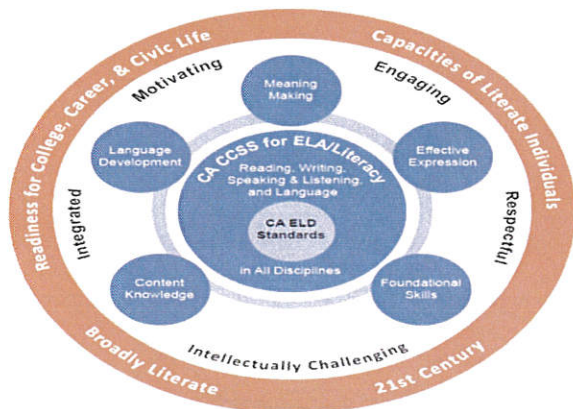 Readiness for College, Career, & Civic Life
Capacities of Literate Individuals
21st Century
Broadly Literate
Motivating
Engaging
Respectful
Intellectually Challenging
Integrated
Meaning
Making
Language
Development
Effective
Expression
Content
Knowledge
Foundational
Skills
CA CCSS for ELA/Literacy
Reading, Writing,
Speaking & Listening,
and Language
CA ELD
Standards
in All Disciplines